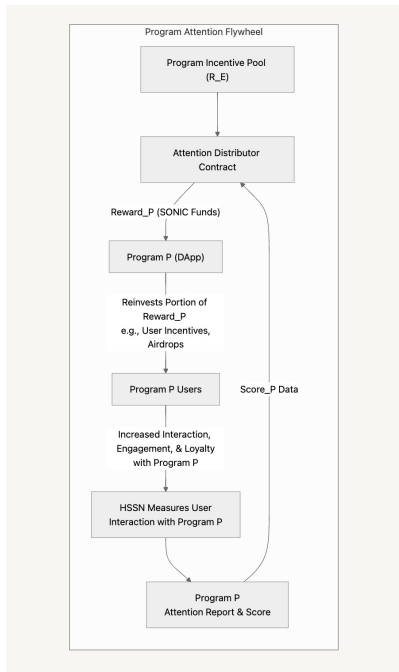 Program Attention Flywheel
Program Incentive Pool
(R_E)
Attention Distributor
Contract
Reward_P (SONIC Funds)
Program P (DApp)
Reinvests Portion of
Reward_P
e.g., User Incentives,
Airdrops
Program P Users
Score_P Data
Increased Interaction,
Engagement, & Loyalty
with Program P
HSSN Measures User
Interaction with Program P
Program P
Attention Report & Score